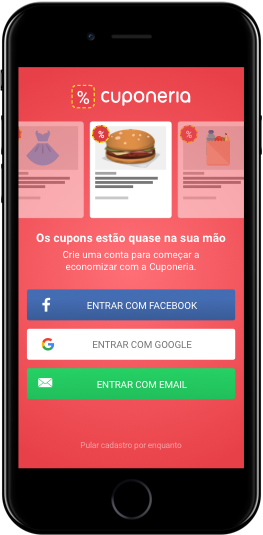 % cuponeria
% % %
Os cupons estão quase na sua mão
Crie uma conta para começar a
economizar com a Cuponeria.
f ENTRAR COM FACEBOOK
G ENTRAR COM GOOGLE
ENTRAR COM EMAIL
Pular cadastro por enquanto